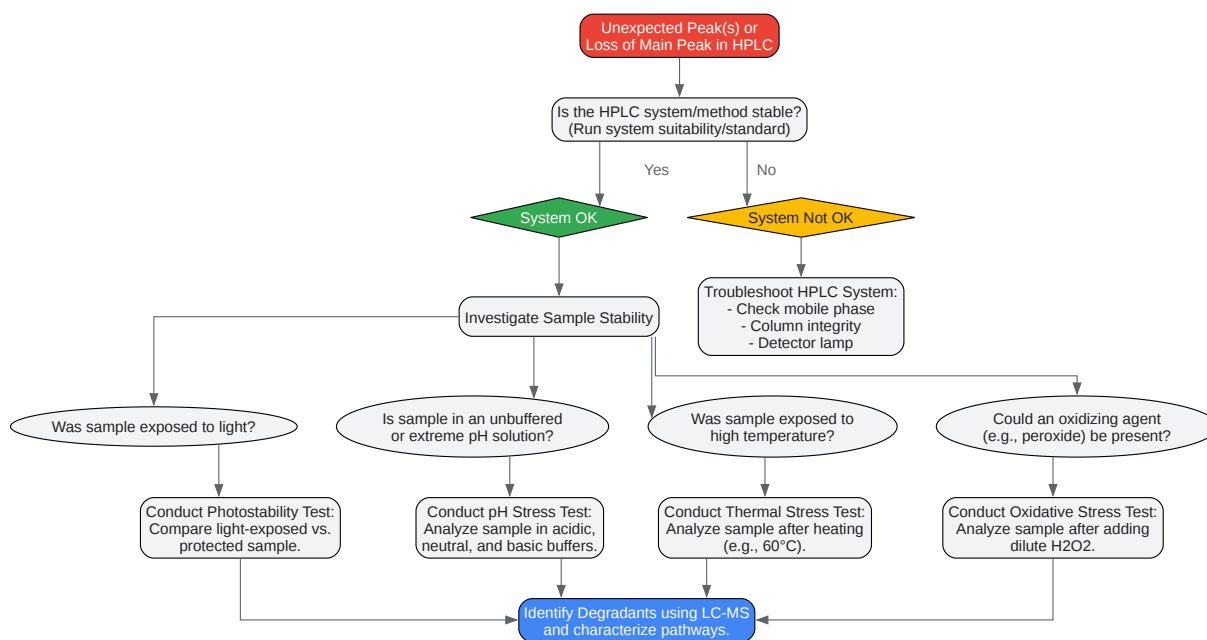 Unexpected Peak(s) or
Loss of Main Peak in HPLC
Is the HPLC system/method stable?
(Run system suitability/standard)
Yes
No
System OK
System Not OK
Troubleshoot HPLC System:
- Check mobile phase
- Column integrity
- Detector lamp
Investigate Sample Stability
Was sample exposed to light?
Is sample in an unbuffered
or extreme pH solution?
Was sample exposed to
high temperature?
Could an oxidizing agent
(e.g., peroxide) be present?
Conduct Photostability Test:
Compare light-exposed vs.
protected sample.
Conduct pH Stress Test:
Analyze sample in acidic,
neutral, and basic buffers.
Conduct Thermal Stress Test:
Analyze sample after heating
(e.g., 60°C).
Conduct Oxidative Stress Test:
Analyze sample after adding
dilute H2O2.
Identify Degradants using LC-MS
and characterize pathways.